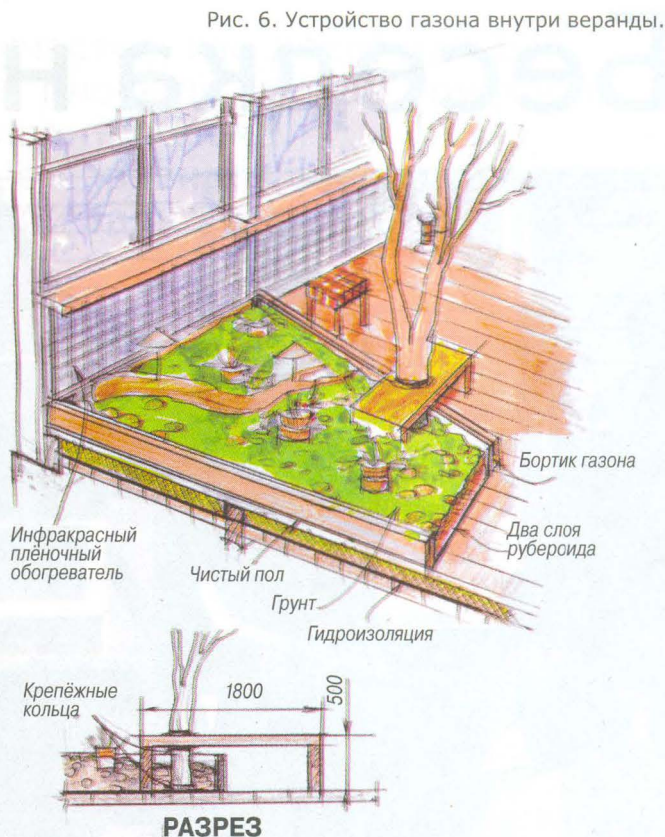 Рис. 6. Устройство газона внутри веранды.
Беседка н
Бортик газона
Инфракрасный
плёночный
обогреватель
Чистый пол
Два слоя
рубероида
Грунт
Гидроизоляция
Крепёжные
кольца
1800
500
РАЗРЕЗ